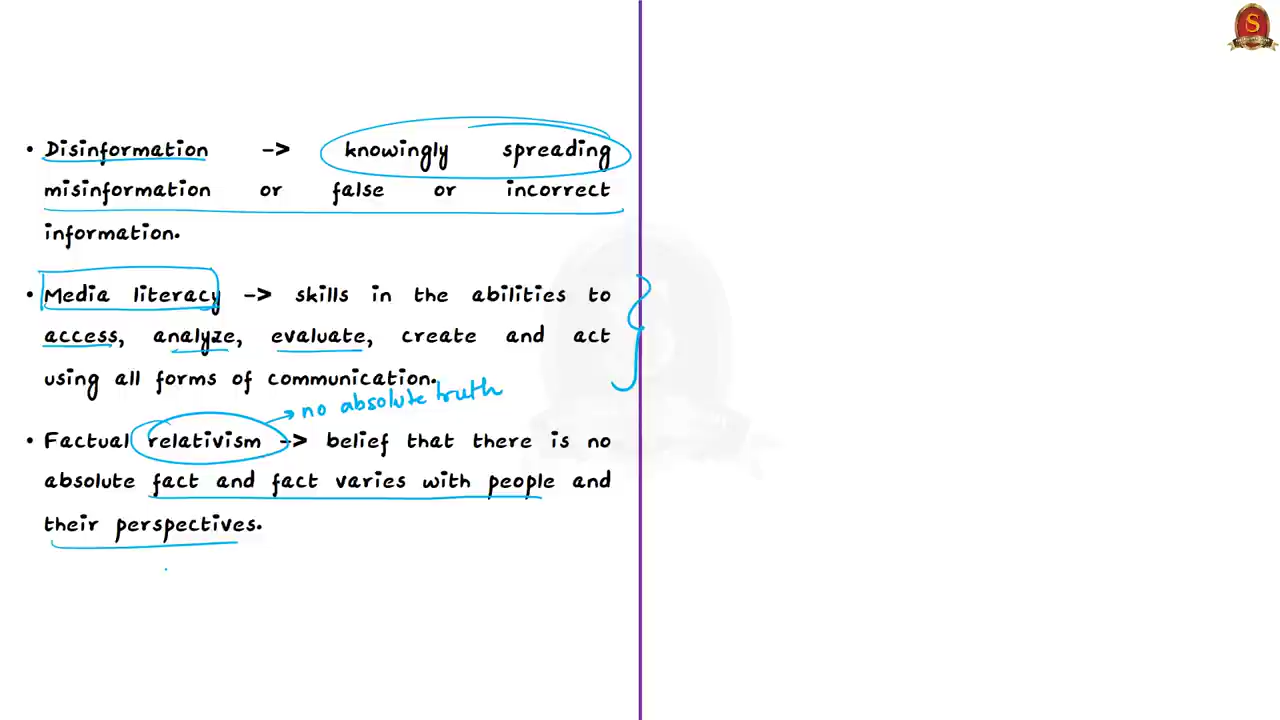 S
• Disinformation -> knowingly spreading
misinformation or false or incorrect
information.
• Media literacy -> skills in the abilities to
access, analyze, evaluate, create and act
using all forms of communication.
no absolute truth
• Factual relativism -> belief that there is no
absolute fact and fact varies with people and
their perspectives.